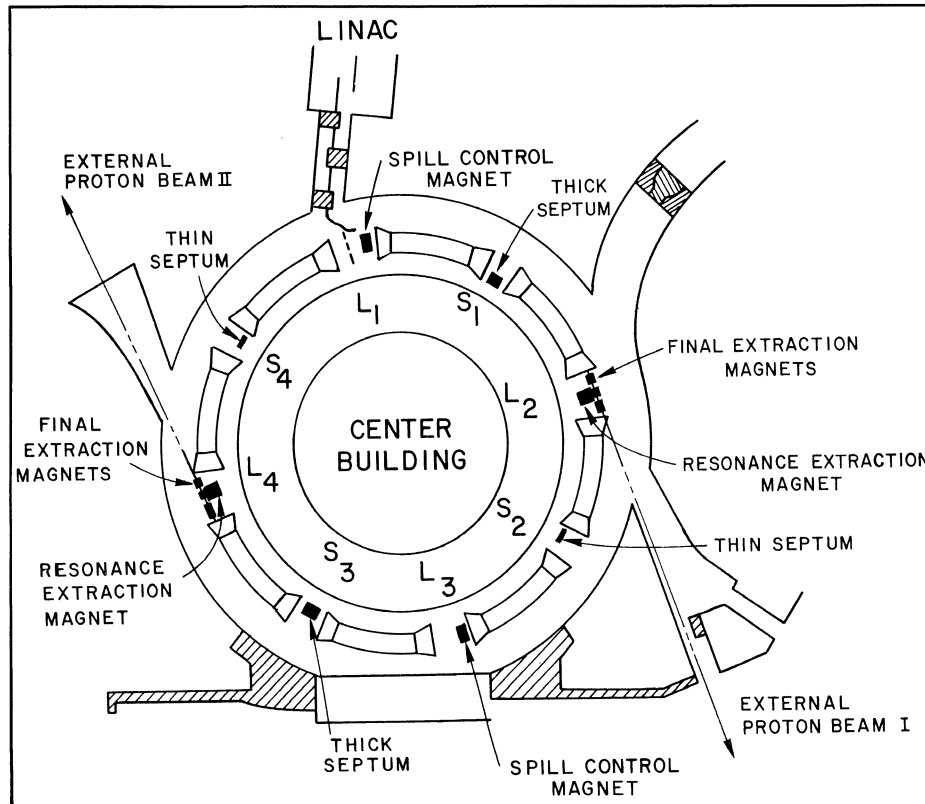 LINAC
EXTERNAL
PROTON BEAM II
SPILL CONTROL
MAGNET
THICK
SEPTUM
THIN
SEPTUM
L1
S1
S4
L2
FINAL EXTRACTION
MAGNETS
CENTER
BUILDING
FINAL
EXTRACTION
MAGNETS
L4
RESONANCE EXTRACTION
MAGNET
S2
THIN SEPTUM
S3
L3
RESONANCE
EXTRACTION
MAGNET
EXTERNAL
PROTON BEAM I
THICK
SEPTUM
SPILL CONTROL
MAGNET